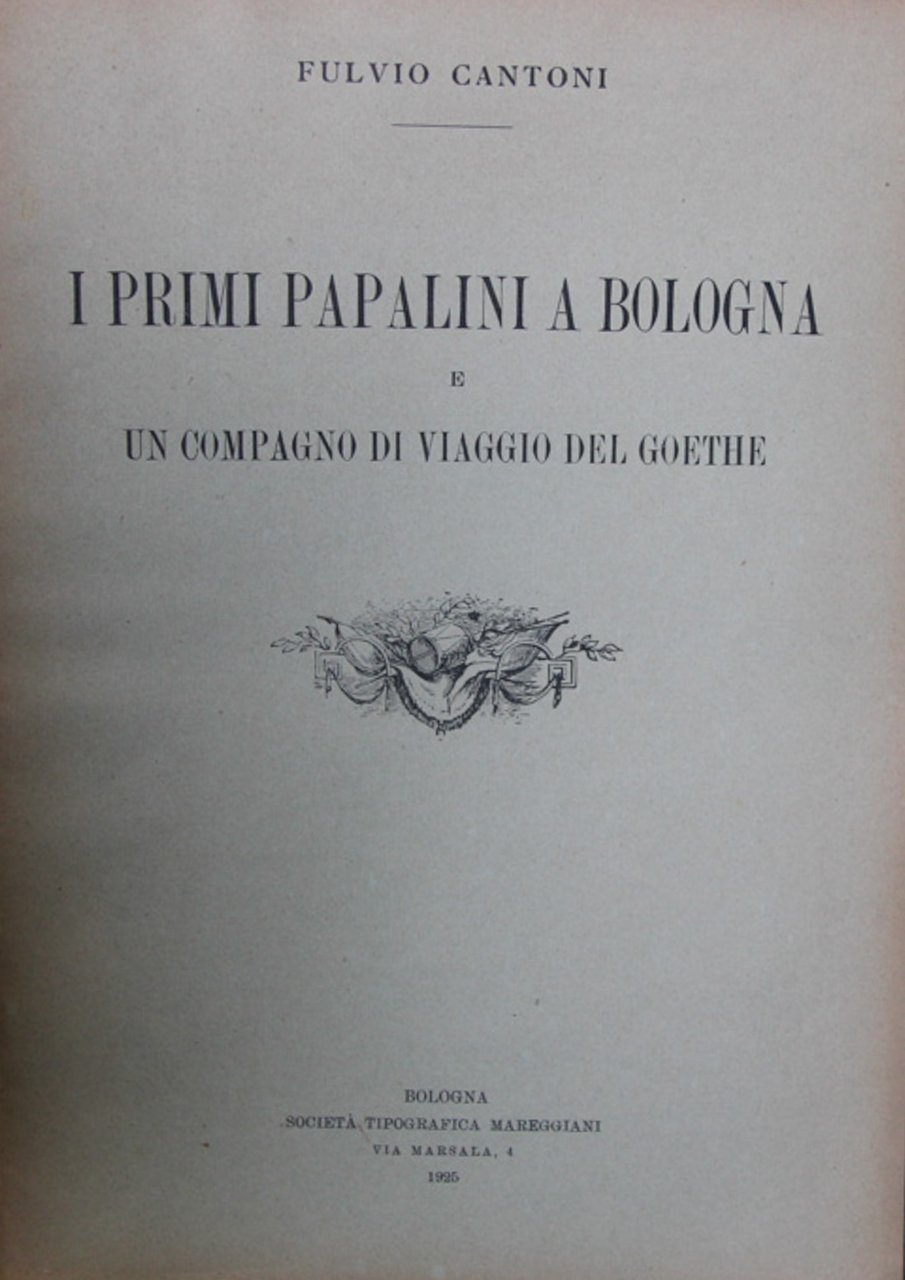 FULVIO CANTONI
I PRIMI PAPALINI A BOLOGNA
E
UN COMPAGNO DI VIAGGIO DEL GOETHE
BOLOGNA
SOCIETÀ TIPOGRAFICA MAREGGIANI
VIA MARSALA, 4
1925